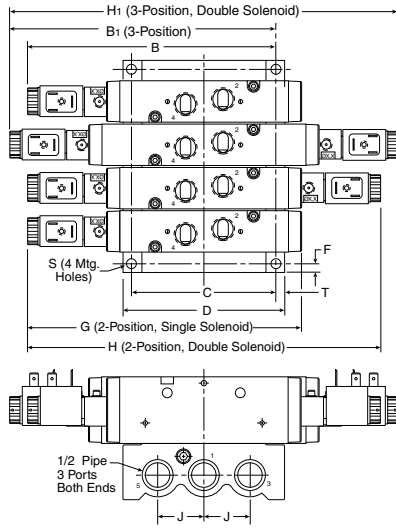 H1 (3-Position, Double Solenoid)
B1 (3-Position)
B
2
4
2
4
2
4
2
4
S (4 Mtg.
Holes)
F
C
T
D
G (2-Position, Single Solenoid)
H (2-Position, Double Solenoid)
1/2 Pipe
3 Ports
Both Ends
1
5
3
J
J